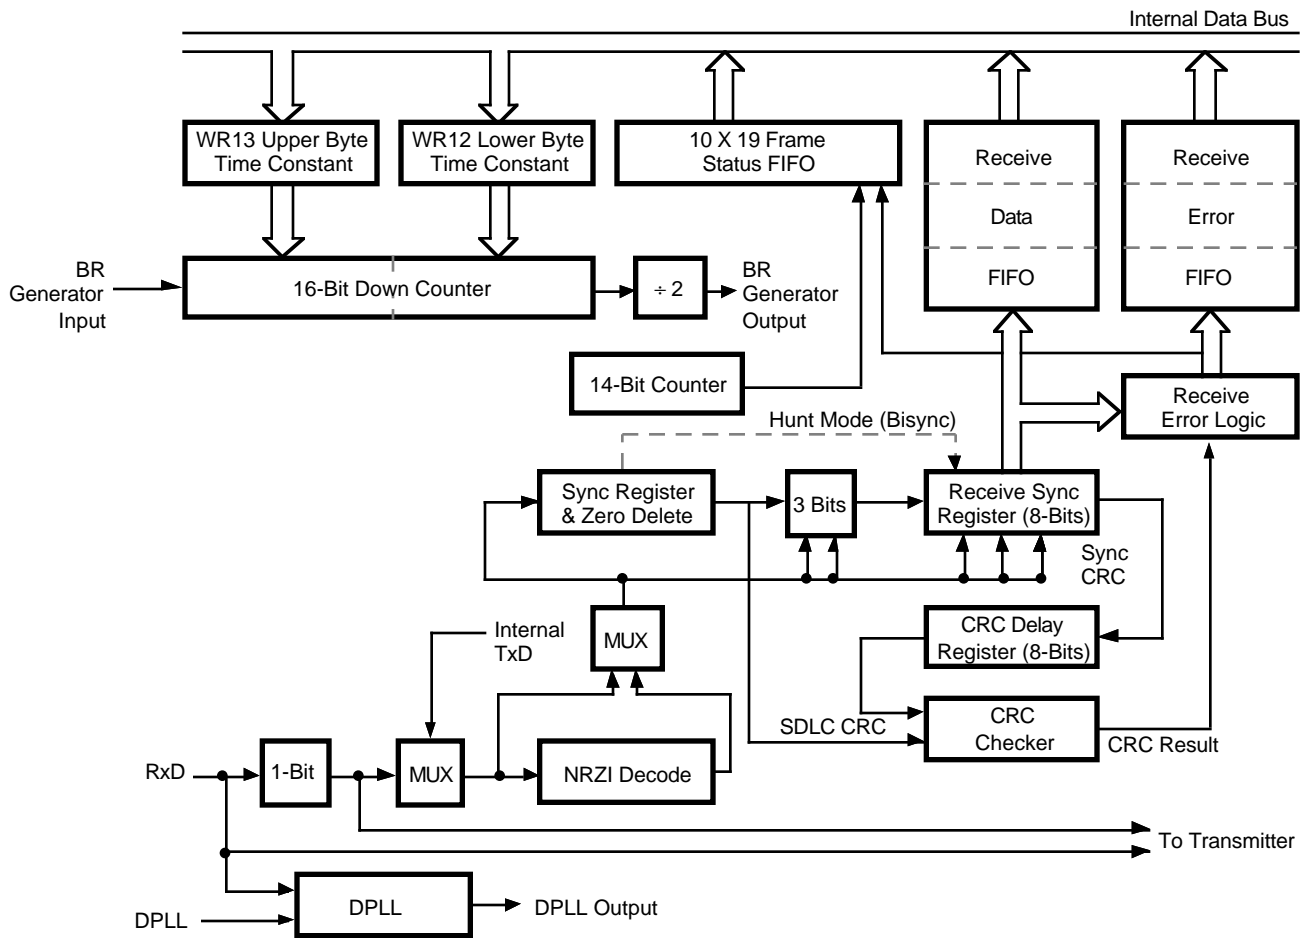 Internal Data Bus
WR13 Upper Byte
Time Constant
WR12 Lower Byte
Time Constant
10 X 19 Frame
Status FIFO
Receive
Data
FIFO
Receive
Error
FIFO
BR
Generator
Input
16-Bit Down Counter
÷ 2
BR
Generator
Output
14-Bit Counter
Receive
Error Logic
Hunt Mode (Bisync)
Sync Register
& Zero Delete
3 Bits
Receive Sync
Register (8-Bits)
Sync
CRC
Internal
TxD
MUX
CRC Delay
Register (8-Bits)
SDLC CRC
CRC
Checker
CRC Result
RxD
1-Bit
MUX
NRZI Decode
To Transmitter
DPLL
DPLL
DPLL Output